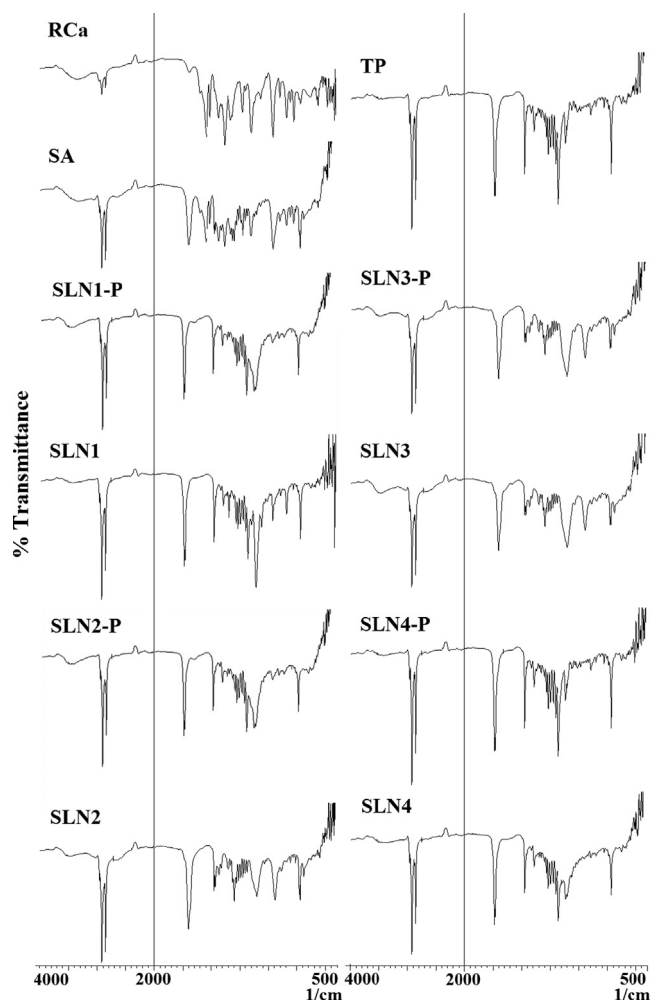 RCa
TP
SA
SLN1-P
SLN3-P
SLN1
SLN3
SLN2-P
SLN4-P
SLN2
SLN4
% Transmittance
4000 2000 500
1/cm
4000 2000 500
1/cm